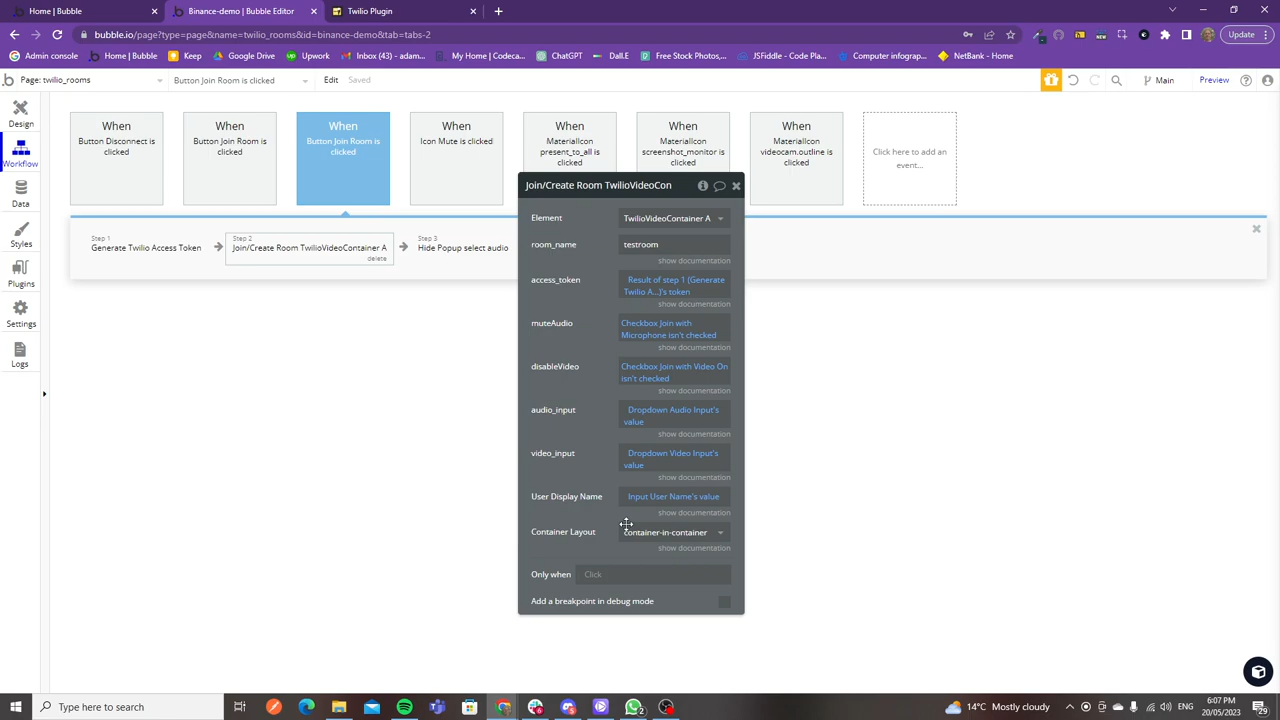 Home | Bubble
Binance-demo | Bubble Editor
Twilio Plugin
bubble.io/page?type=page&name=twilio_rooms&id=binance-demo&tab=tabs-2
Update
Admin console
Home | Bubble
Keep
Google Drive
Upwork
Inbox (43) - adam...
My Home | Codeca...
ChatGPT
Dall.E
Free Stock Photos,...
JSFiddle - Code Pla...
Computer infograp...
NetBank - Home
Page: twilio_rooms
Button Join Room is clicked
Edit
Saved
Main
Preview
Design
Workflow
Data
Styles
Plugins
Settings
Logs
When
Button Disconnect is
clicked
When
Button Join Room is
clicked
When
Button Join Room is
clicked
When
Icon Mute is clicked
When
MaterialIcon
present_to_all is
clicked
When
MaterialIcon
screenshot_monitor is
clicked
When
MaterialIcon
videocam.outline is
clicked
Click here to add an
event...
Step 1
Generate Twilio Access Token
Step 2
Join/Create Room TwilioVideoContainer A
delete
Step 3
Hide Popup select audio
Join/Create Room TwilioVideoCon
Element
TwilioVideoContainer A
room_name
testroom
show documentation
access_token
Result of step 1 (Generate
Twilio A...)'s token
show documentation
muteAudio
Checkbox Join with
Microphone isn't checked
show documentation
disableVideo
Checkbox Join with Video On
isn't checked
show documentation
audio_input
Dropdown Audio Input's
value
show documentation
video_input
Dropdown Video Input's
value
show documentation
User Display Name
Input User Name's value
show documentation
Container Layout
container-in-container
show documentation
Only when
Click
Add a breakpoint in debug mode
Type here to search
14°C Mostly cloudy
ENG
6:07 PM
20/05/2023